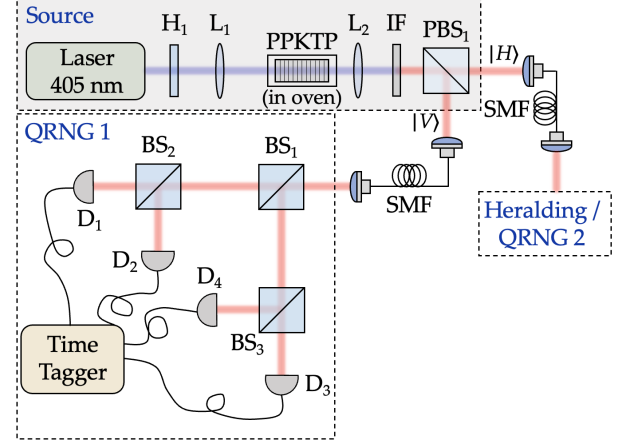 Source
H₁
L₁
PPKTP
(in oven)
L₂
IF
PBS₁
|H⟩
Laser
405 nm
SMF
|V⟩
SMF
QRNG 1
BS₂
BS₁
D₁
D₂
D₄
BS₃
D₃
Time
Tagger
Heralding /
QRNG 2